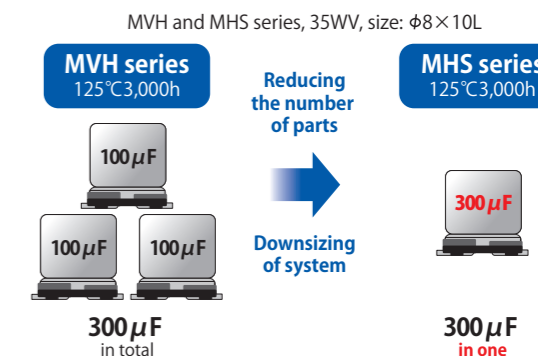 MVH and MHS series, 35WV, size: φ8×10L
MVH series
125℃3,000h
Reducing
the number
of parts
MHS series
125℃3,000h
100μF
100μF
100μF
300μF
Downsizing
of system
300μF
in total
300μF
in one